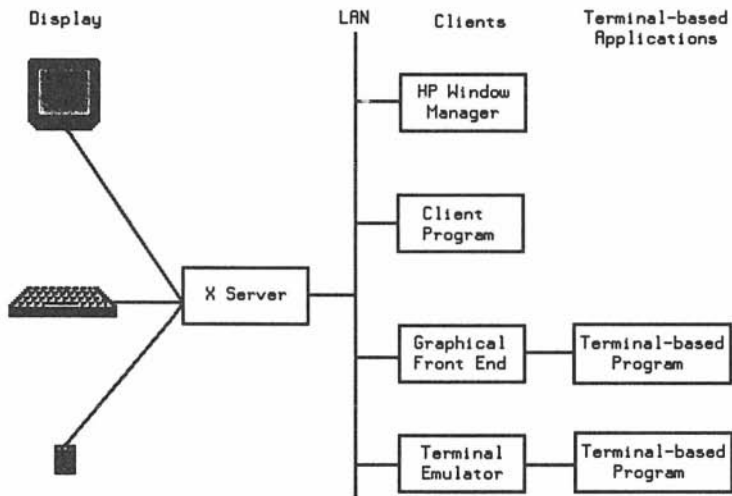 Display
LAN
Clients
Terminal-based
Applications
HP Window
Manager
Client
Program
X Server
Graphical
Front End
Terminal-based
Program
Terminal
Emulator
Terminal-based
Program